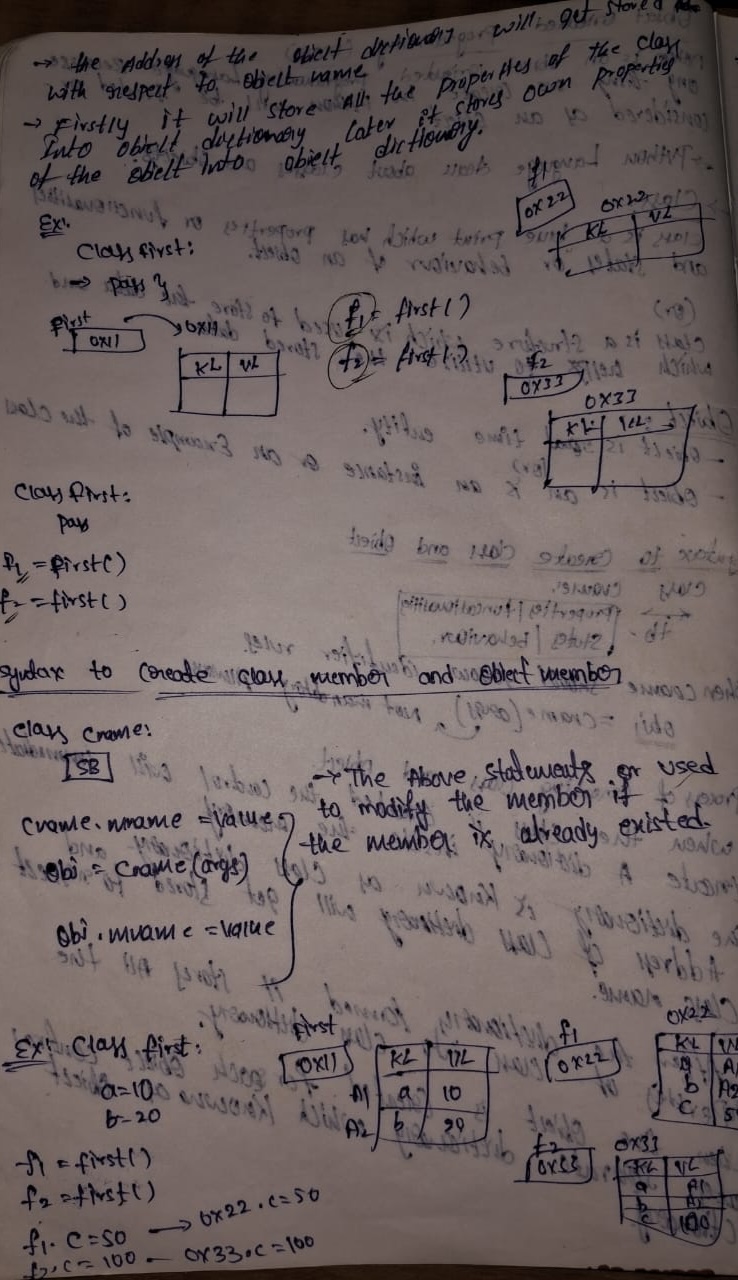 → the Address of the object dictionary will get stored
with respect to object name
→ Firstly it will store All the properties of the class
Into object dictionary later it stores own properties
of the object into object dictionary.
Ex:
Class first:
→ pass
first
0x11
0x11
KL VL
f1 = first()
f2 = first()
f1
0x22
0x22
KL VL
f2
0x33
0x33
KL VL
Class first:
pass
f1 = first()
f2 = first()
syntax to create class member and object member
class Cname:
SB
Cname.mname = value
obj = Cname(args)
obj.mname = value
→ The Above statements or used
to modify the member if
the member is already existed.
Ex: Class first:
a=10
b=20
first
0x11
KL VL
A1 a 10
A2 b 20
f1
0x22
0x22
KL
a
b
c
f2
0x33
0x33
KL VL
a A1
b
c 100
f1 = first()
f2 = first()
f1.c=50 → 0x22.c=50
f2.c=100 — 0x33.c=100